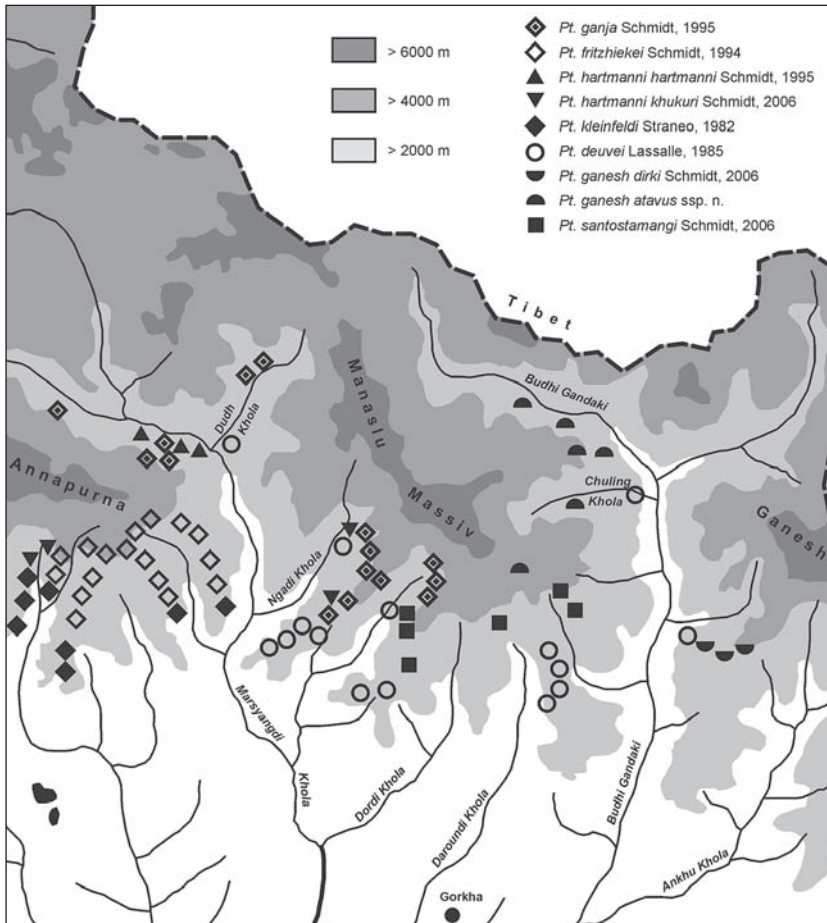 > 6000 m
> 4000 m
> 2000 m
Pt. ganja Schmidt, 1995
Pt. fritzhiekei Schmidt, 1994
Pt. hartmanni hartmanni Schmidt, 1995
Pt. hartmanni khukuri Schmidt, 2006
Pt. kleinfeldi Straneo, 1982
Pt. deuvei Lassalle, 1985
Pt. ganesh dirki Schmidt, 2006
Pt. ganesh atavus ssp. n.
Pt. santostamangi Schmidt, 2006
Tibet
Manaslu
Massiv
Budhi Gandaki
Dudh
Khola
Annapurna
Chuling
Khola
Ganesh
Ngadi Khola
Marsyangdi
Khola
Dordi Khola
Daroundi Khola
Budhi Gandaki
Ankhu Khola
Gorkha